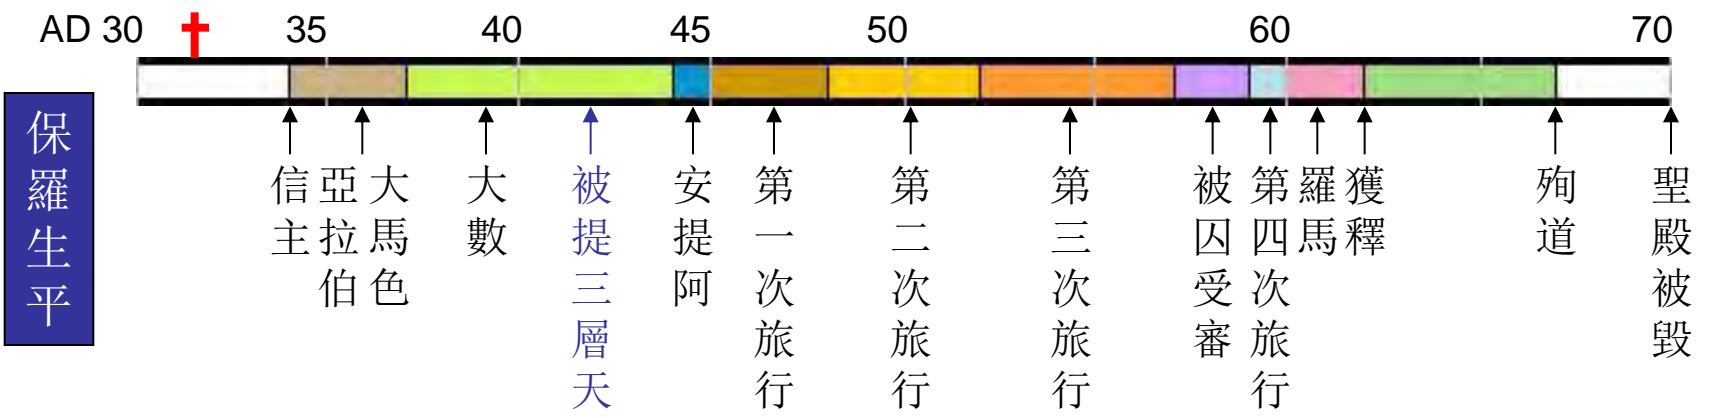 AD 30 35 40 45 50 60 70
保羅生平
信主
亞拉伯
大馬色
大數
被提三層天
安提阿
第一次旅行
第二次旅行
第三次旅行
被囚受審
第四次旅行
羅馬
獲釋
殉道
聖殿被毀